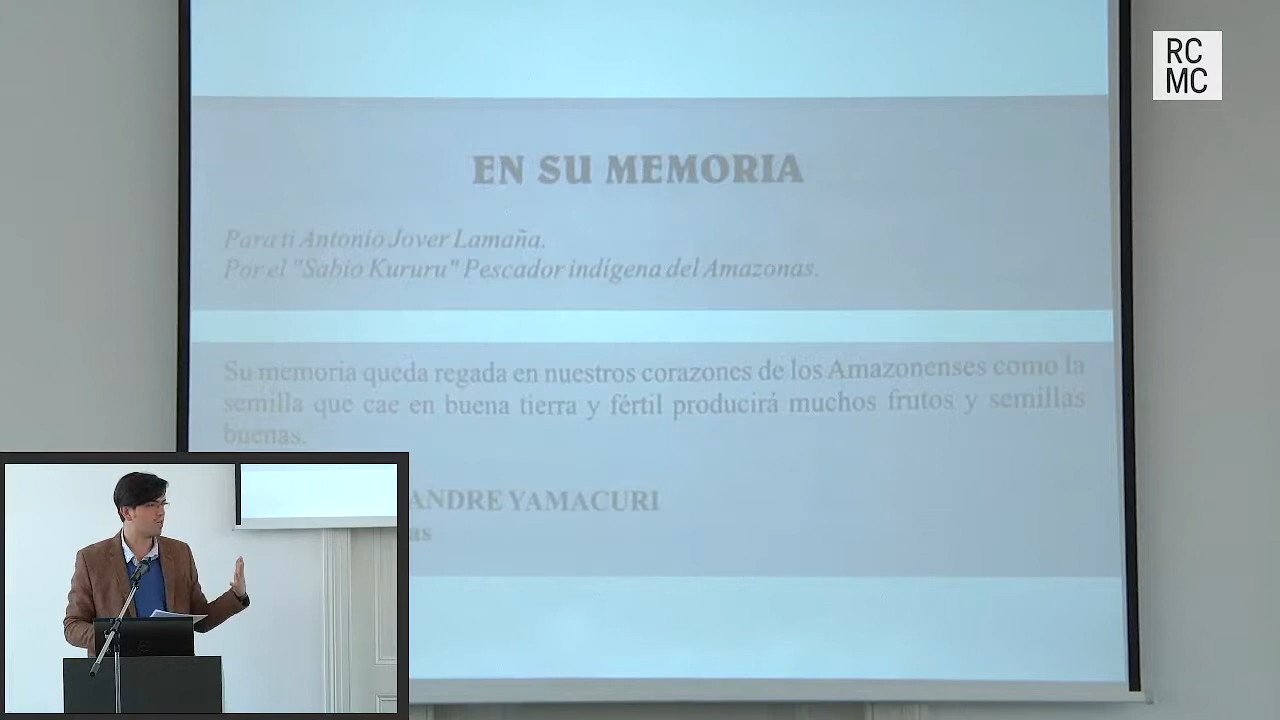 RC
MC
EN SU MEMORIA
Para ti Antonio Jover Lamaña.
Por el "Sabio Kururu" Pescador indígena del Amazonas.
Su memoria queda regada en nuestros corazones de los Amazonenses como la
semilla que cae en buena tierra y fértil producirá muchos frutos y semillas
buenas.
ANDRE YAMACURI
as